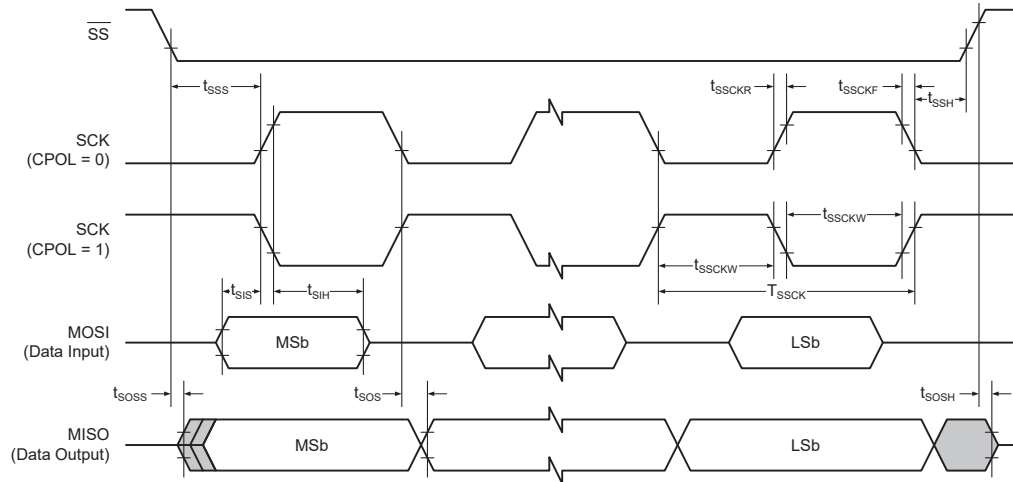 SS
tSSS
tSSCKR
tSSCKF
tSSH
SCK
(CPOL = 0)
SCK
(CPOL = 1)
tSSCKW
tSSCKW
tSIS
tSIH
TSSCK
MOSI
(Data Input)
MSb
LSb
tSOSS
tSOS
tSOSH
MISO
(Data Output)
MSb
LSb